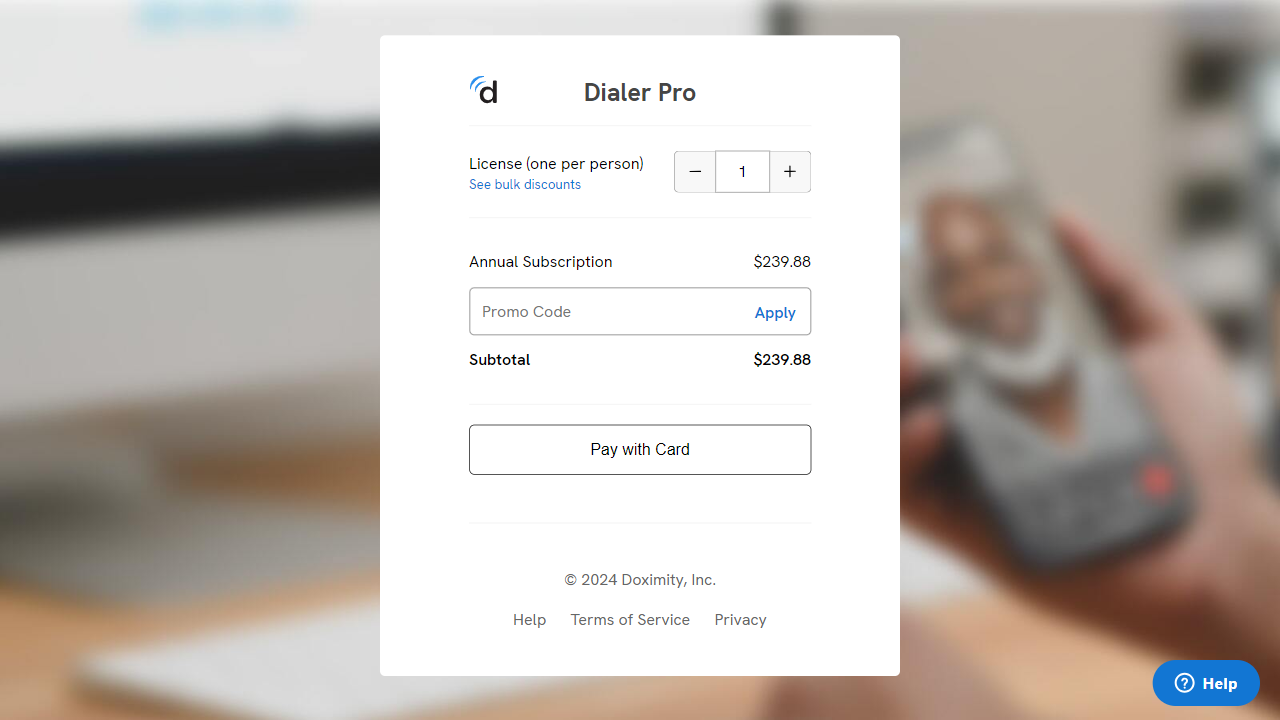 d
Dialer Pro
License (one per person)
See bulk discounts
− 1 +
Annual Subscription $239.88
Promo Code Apply
Subtotal $239.88
Pay with Card
© 2024 Doximity, Inc.
Help Terms of Service Privacy
Help